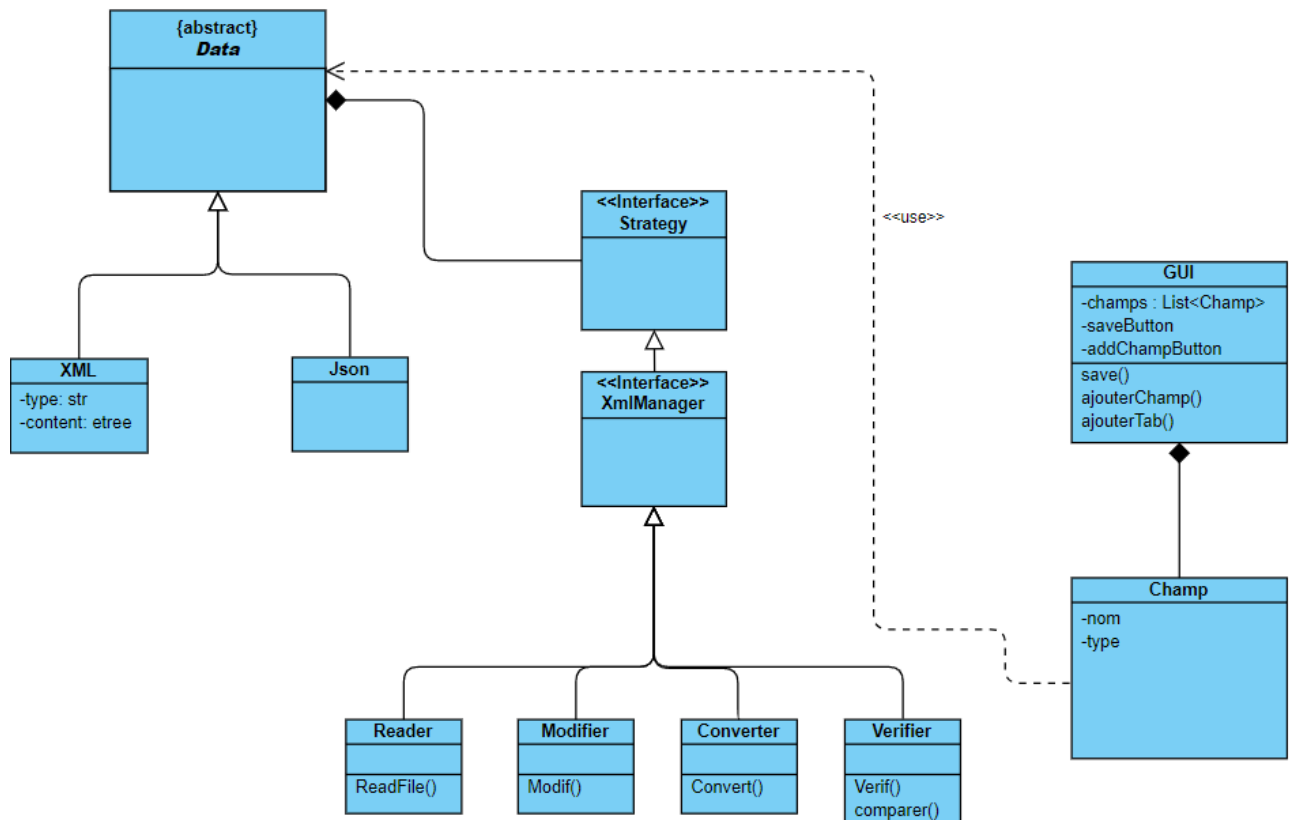 {abstract}
Data
<<Interface>>
Strategy
<<use>>
GUI
-champs : List<Champ>
-saveButton
-addChampButton
save()
ajouterChamp()
ajouterTab()
XML
-type: str
-content: etree
Json
<<Interface>>
XmlManager
Champ
-nom
-type
Reader
ReadFile()
Modifier
Modif()
Converter
Convert()
Verifier
Verif()
comparer()